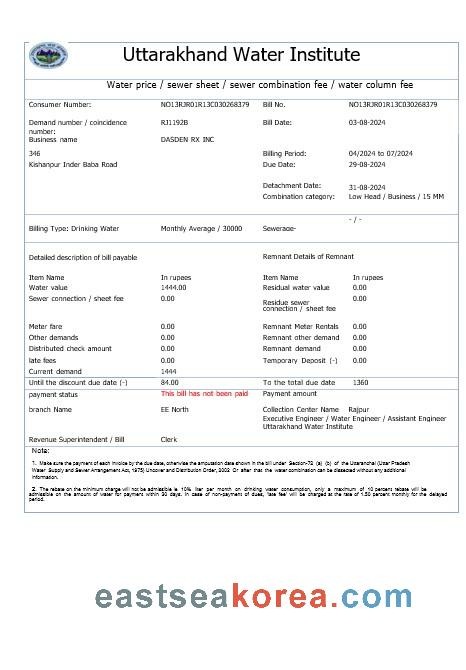 Uttarakhand Water Institute
Water price / sewer sheet / sewer combination fee / water column fee
Consumer Number: NO13RJR01R13C030268379 Bill No. NO13RJR01R13C030268379
Demand number / coincidence number: RJ1192B Bill Date: 03-08-2024
Business name DASDEN RX INC
346 Billing Period: 04/2024 to 07/2024
Kishanpur Inder Baba Road Due Date: 29-08-2024
Detachment Date: 31-08-2024
Combination category: Low Head / Business / 15 MM
- / -
Billing Type: Drinking Water Monthly Average / 30000 Sewerage-
Detailed description of bill payable Remnant Details of Remnant
Item Name In rupees Item Name In rupees
Water value 1444.00 Residual water value 0.00
Sewer connection / sheet fee 0.00 Residue sewer connection / sheet fee 0.00
Meter fare 0.00 Remnant Meter Rentals 0.00
Other demands 0.00 Remnant other demand 0.00
Distributed check amount 0.00 Remnant demand 0.00
late fees 0.00 Temporary Deposit (-) 0.00
Current demand 1444
Until the discount due date (-) 84.00 To the total due date 1360
payment status This bill has not been paid Payment amount
branch Name EE North Collection Center Name Rajpur
Executive Engineer / Water Engineer / Assistant Engineer
Uttarakhand Water Institute
Revenue Superintendent / Bill Clerk
Note:
1. Make sure the payment of each invoice by the due date, otherwise the amputation date shown in the bill under Section-72 (a) (b) of the Uttaranchal (Uttar Pradesh
Water Supply and Sewer Arrangement Act, 1975) Uncover and Distribution Order, 2002 Or after that the water combination can be dissected without any additional
information.
2. The rebate on the minimum charge will not be admissible ie 10% liter per month on drinking water consumption, only a maximum of 10 percent rebate will be
admissible on the amount of water for payment within 30 days. In case of non-payment of dues, 'late fee' will be charged at the rate of 1.50 percent monthly for the delayed
period.
eastseakorea.com